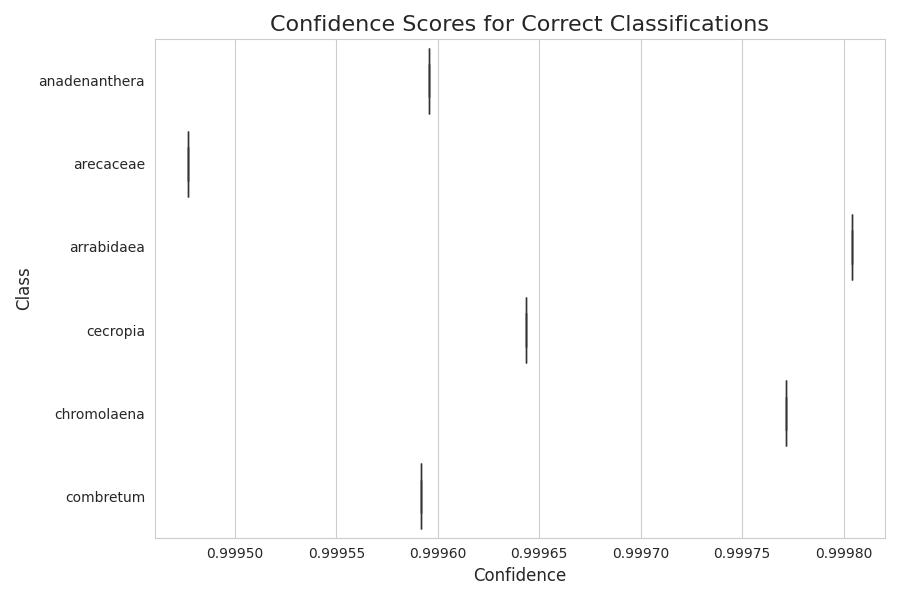 Confidence Scores for Correct Classifications
anadenanthera
arecaceae
arrabidaea
cecropia
chromolaena
combretum
Class
0.99950 0.99955 0.99960 0.99965 0.99970 0.99975 0.99980
Confidence